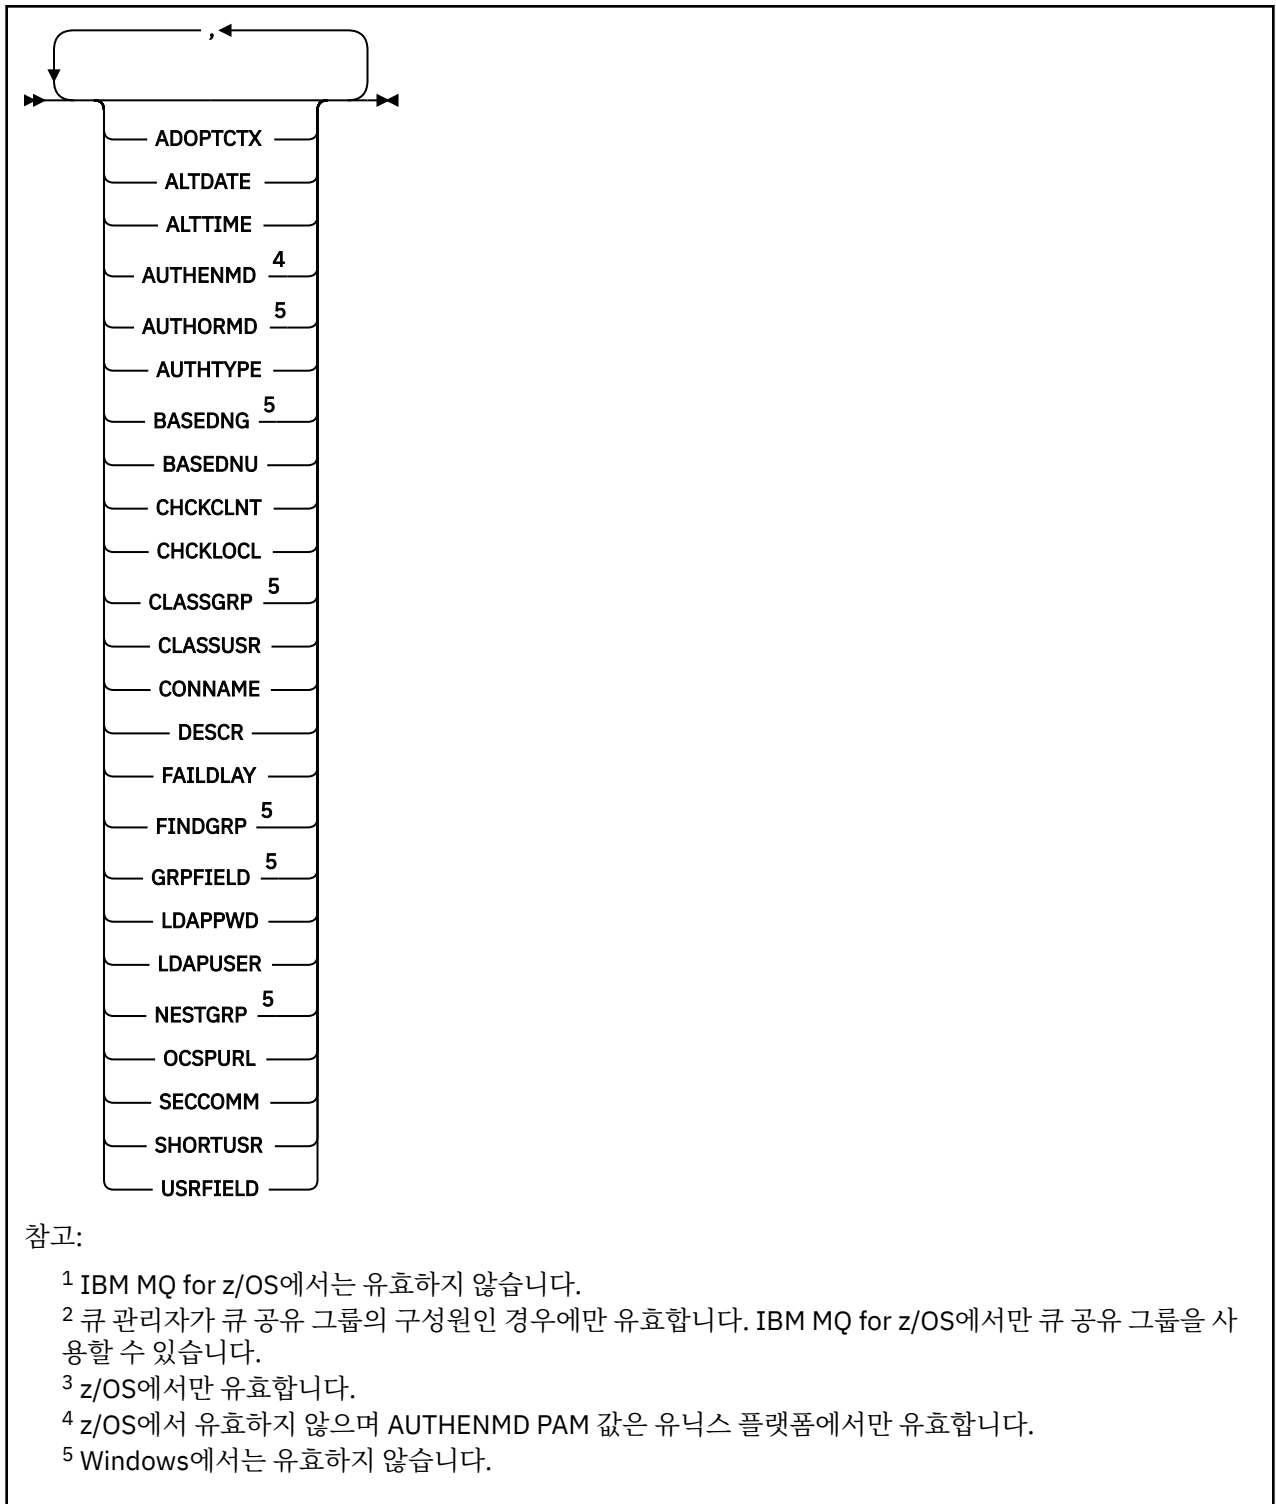 ,
ADOPTCTX
ALTDATE
ALTTIME
AUTHENMD 4
AUTHORMD 5
AUTHTYPE
BASEDNG 5
BASEDNU
CHCKCLNT
CHCKLOCL
CLASSGRP 5
CLASSUSR
CONNAME
DESCR
FAILDLAY
FINDGRP 5
GRPFIELD 5
LDAPPWD
LDAPUSER
NESTGRP 5
OCSPURL
SECCOMM
SHORTUSR
USRFIELD
참고:
1 IBM MQ for z/OS에서는 유효하지 않습니다.
2 큐 관리자가 큐 공유 그룹의 구성원인 경우에만 유효합니다. IBM MQ for z/OS에서만 큐 공유 그룹을 사
용할 수 있습니다.
3 z/OS에서만 유효합니다.
4 z/OS에서 유효하지 않으며 AUTHENMD PAM 값은 유닉스 플랫폼에서만 유효합니다.
5 Windows에서는 유효하지 않습니다.